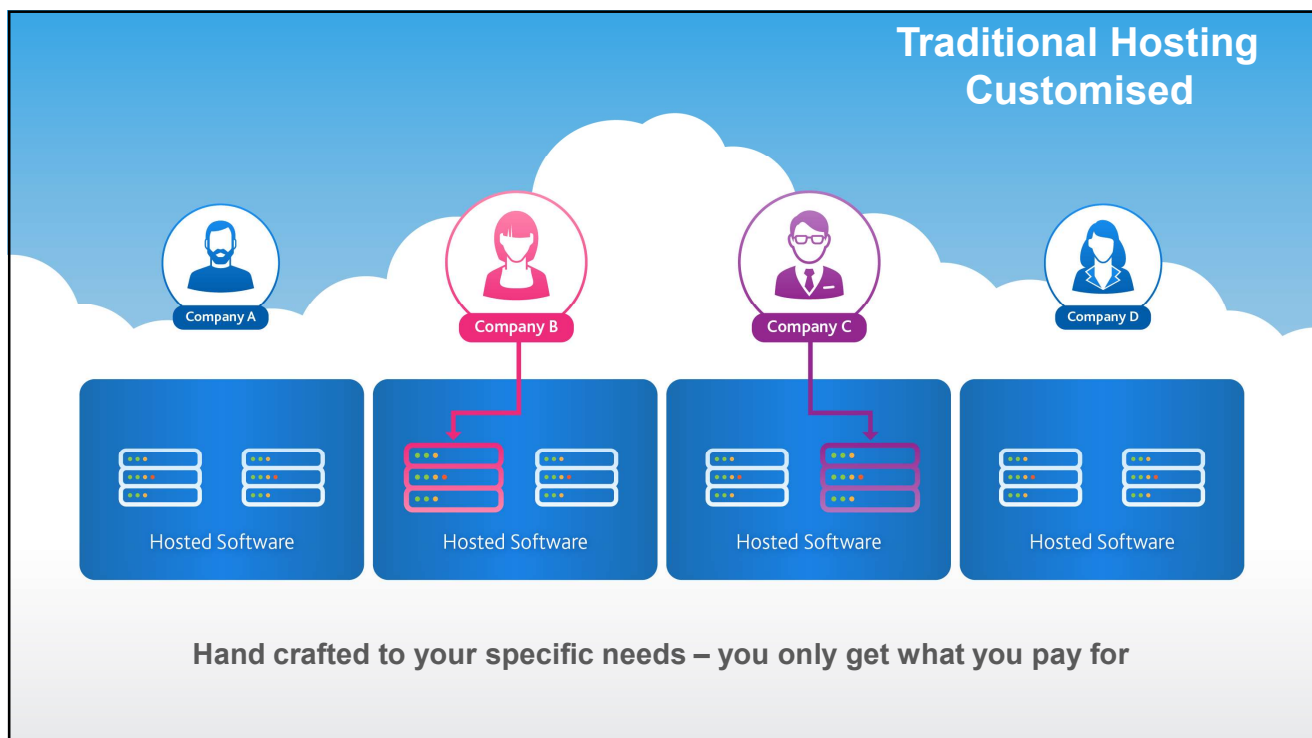 Traditional Hosting
Customised
Company A
Company B
Company C
Company D
Hosted Software
Hosted Software
Hosted Software
Hosted Software
Hand crafted to your specific needs – you only get what you pay for